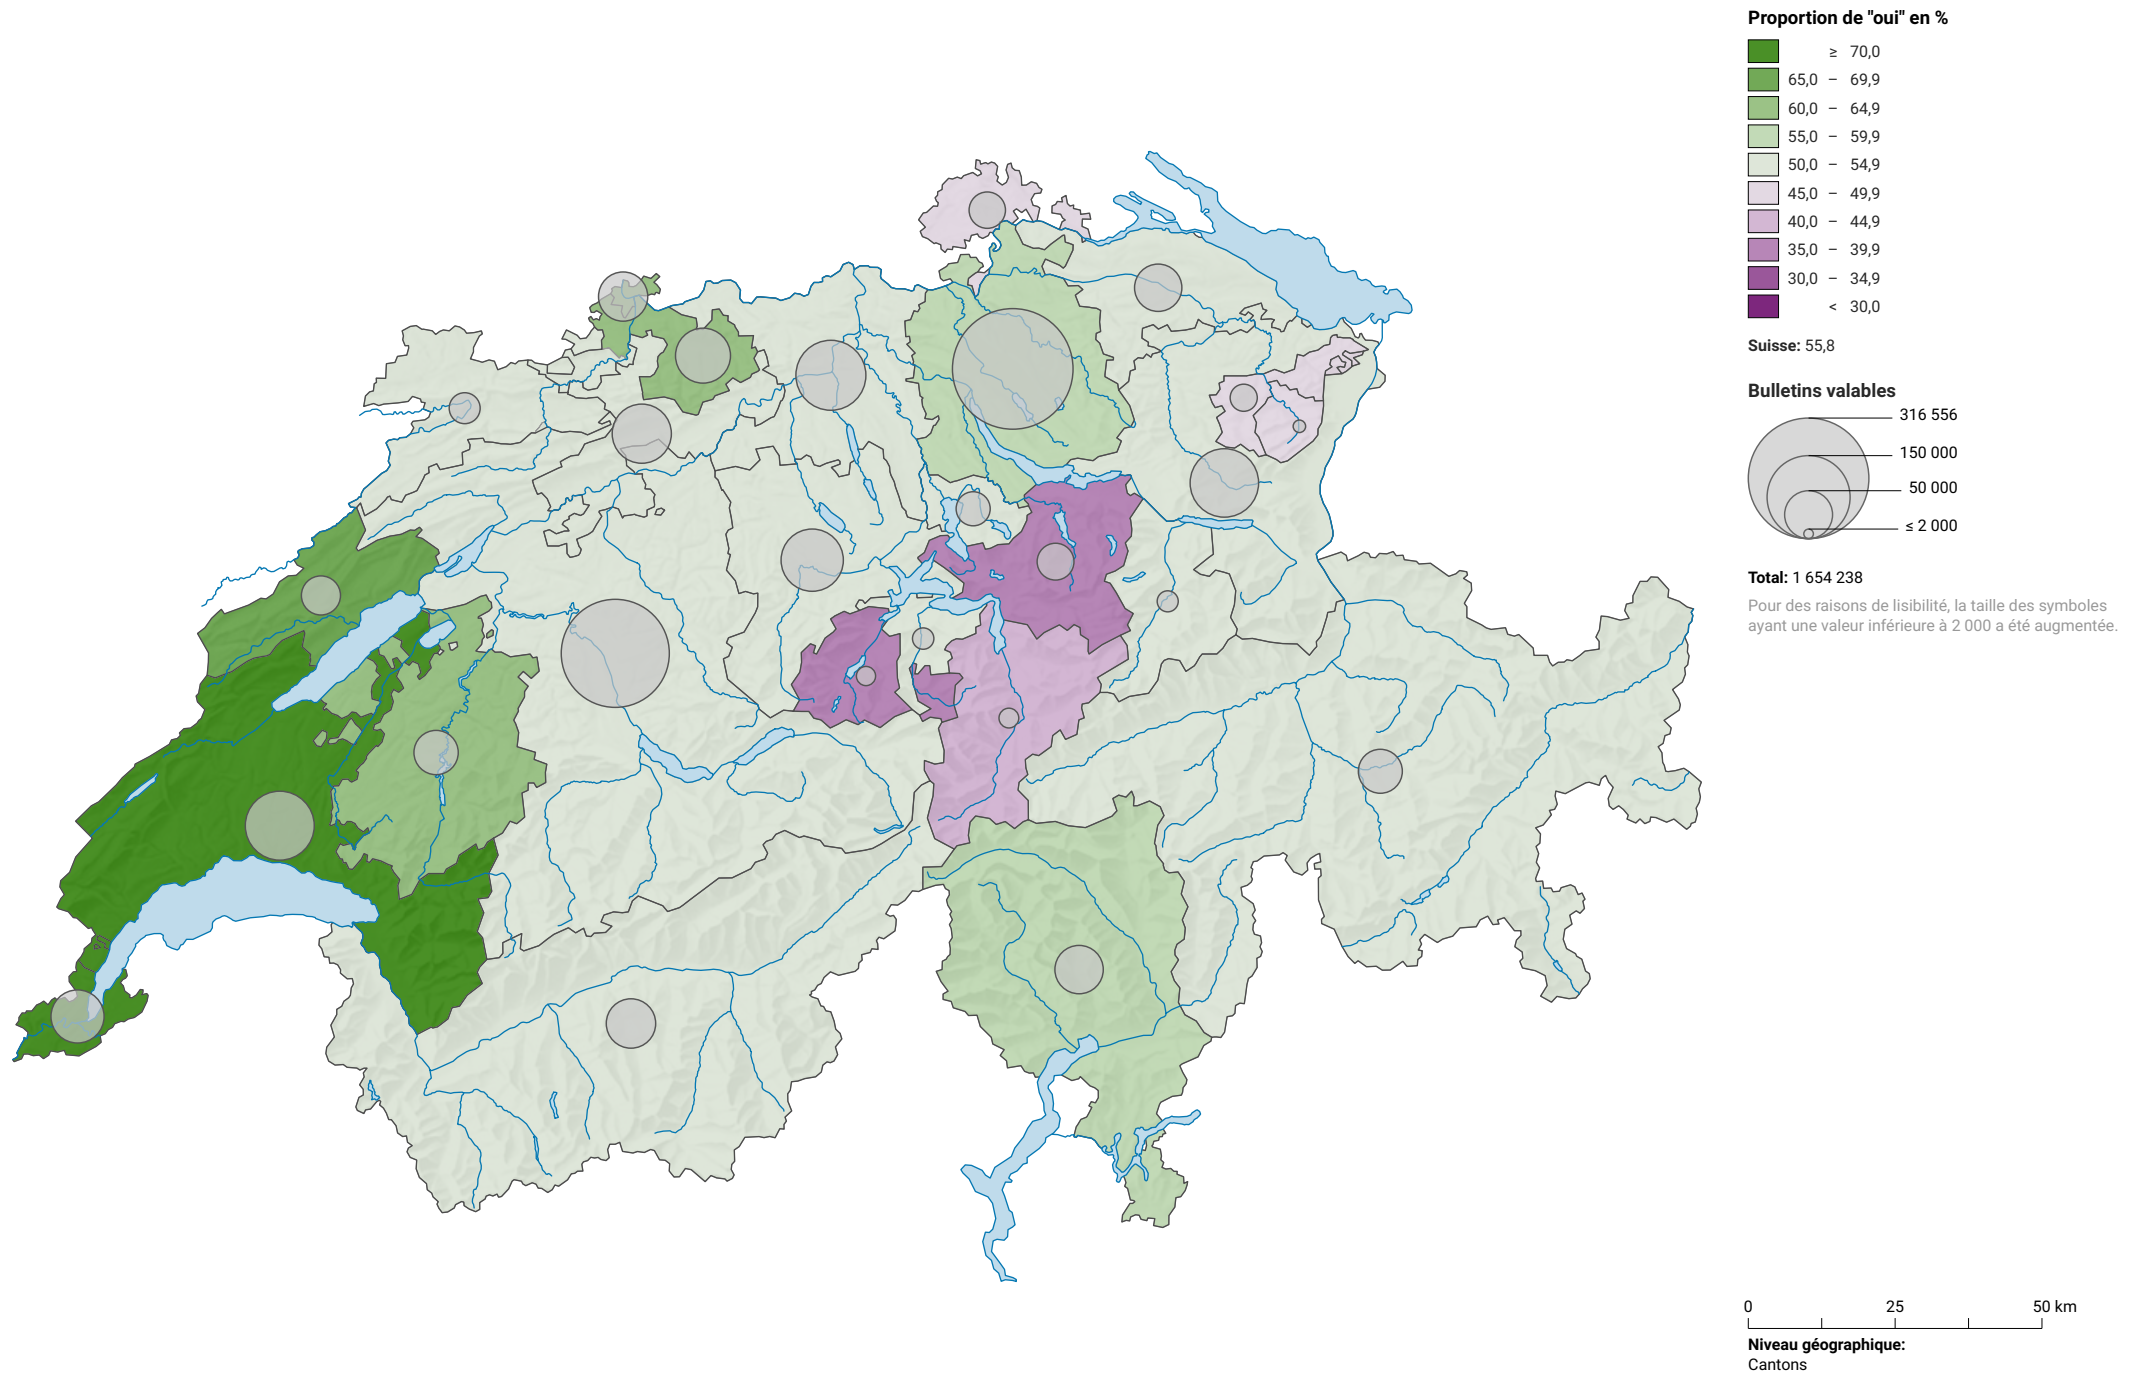 Proportion de "oui" en %
≥ 70,0
65,0 – 69,9
60,0 – 64,9
55,0 – 59,9
50,0 – 54,9
45,0 – 49,9
40,0 – 44,9
35,0 – 39,9
30,0 – 34,9
< 30,0
Suisse: 55,8
Bulletins valables
316 556
150 000
50 000
≤ 2 000
Total: 1 654 238
Pour des raisons de lisibilité, la taille des symboles
ayant une valeur inférieure à 2 000 a été augmentée.
0 25 50 km
Niveau géographique:
Cantons